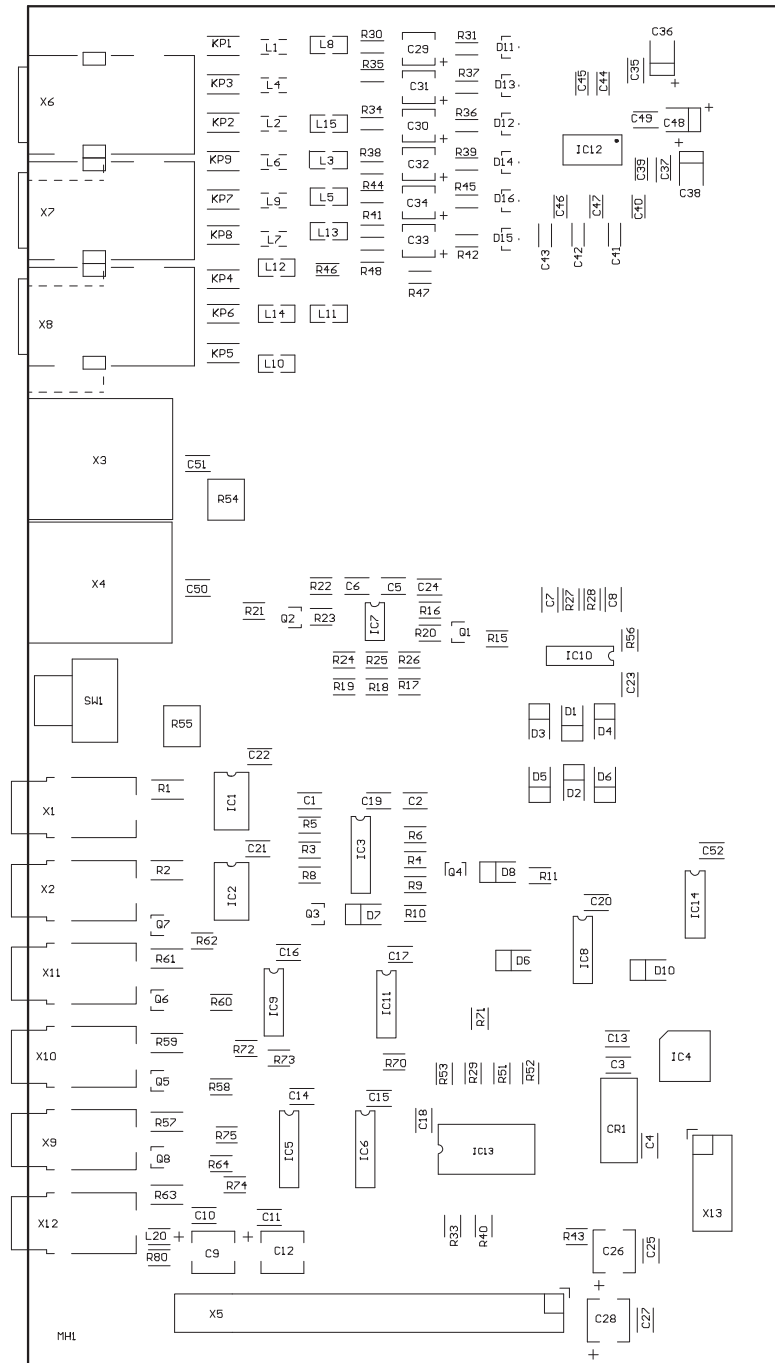 KP1 L1 L8 R30 C29 R31 D11 C36
R35 C35
KP3 L4 C31 R37 D13 C45 C44
X6
R34 R36
KP2 L2 L15 C30 D12 C49 C48
IC12
KP9 L6 L3 R38 C32 R39 D14 C39 C37
R44 R45 C38
KP7 L9 L5 C34 D16 C46 C47 C40
X7
R41
KP8 L7 L13 C33 D15
R42 C43 C42 C41
L12 R46 R48
KP4 R47
KP6 L14 L11
X8
KP5 L10
X3 C51
R54
X4 C50 R22 C6 C5 C24 C7 R27 R28 C8
R21 Q2 R23 IC7 R16
R20 Q1 R15 R56
R24 R25 R26 IC10
R19 R18 R17 C23
SW1
R55 D3 D1 D4
C22
R1 IC1 D5 D2 D6
X1 C1 C19 C2
R5 R6
C21 R3 IC3 R4 C52
X2 R2 IC2 R8 R9 Q4 D8 R11 IC14
Q7 Q3 D7 R10 C20
R62
R61 C16 C17 D6 IC8 D10
X11
Q6 R60 IC9 IC11 R71
R59 R72 R73 R70 C13
X10 C3 IC4
Q5 R58 R53 R29 R51 R52
C14 C15
R57 R75 C18 CR1
X9 IC5 IC6 IC13 C4
Q8 R64
R74
R63
X12 C10 C11 X13
L20 R33 R40 R43
R80 C9 C12 C26 C25
X5 C28 C27
MH1